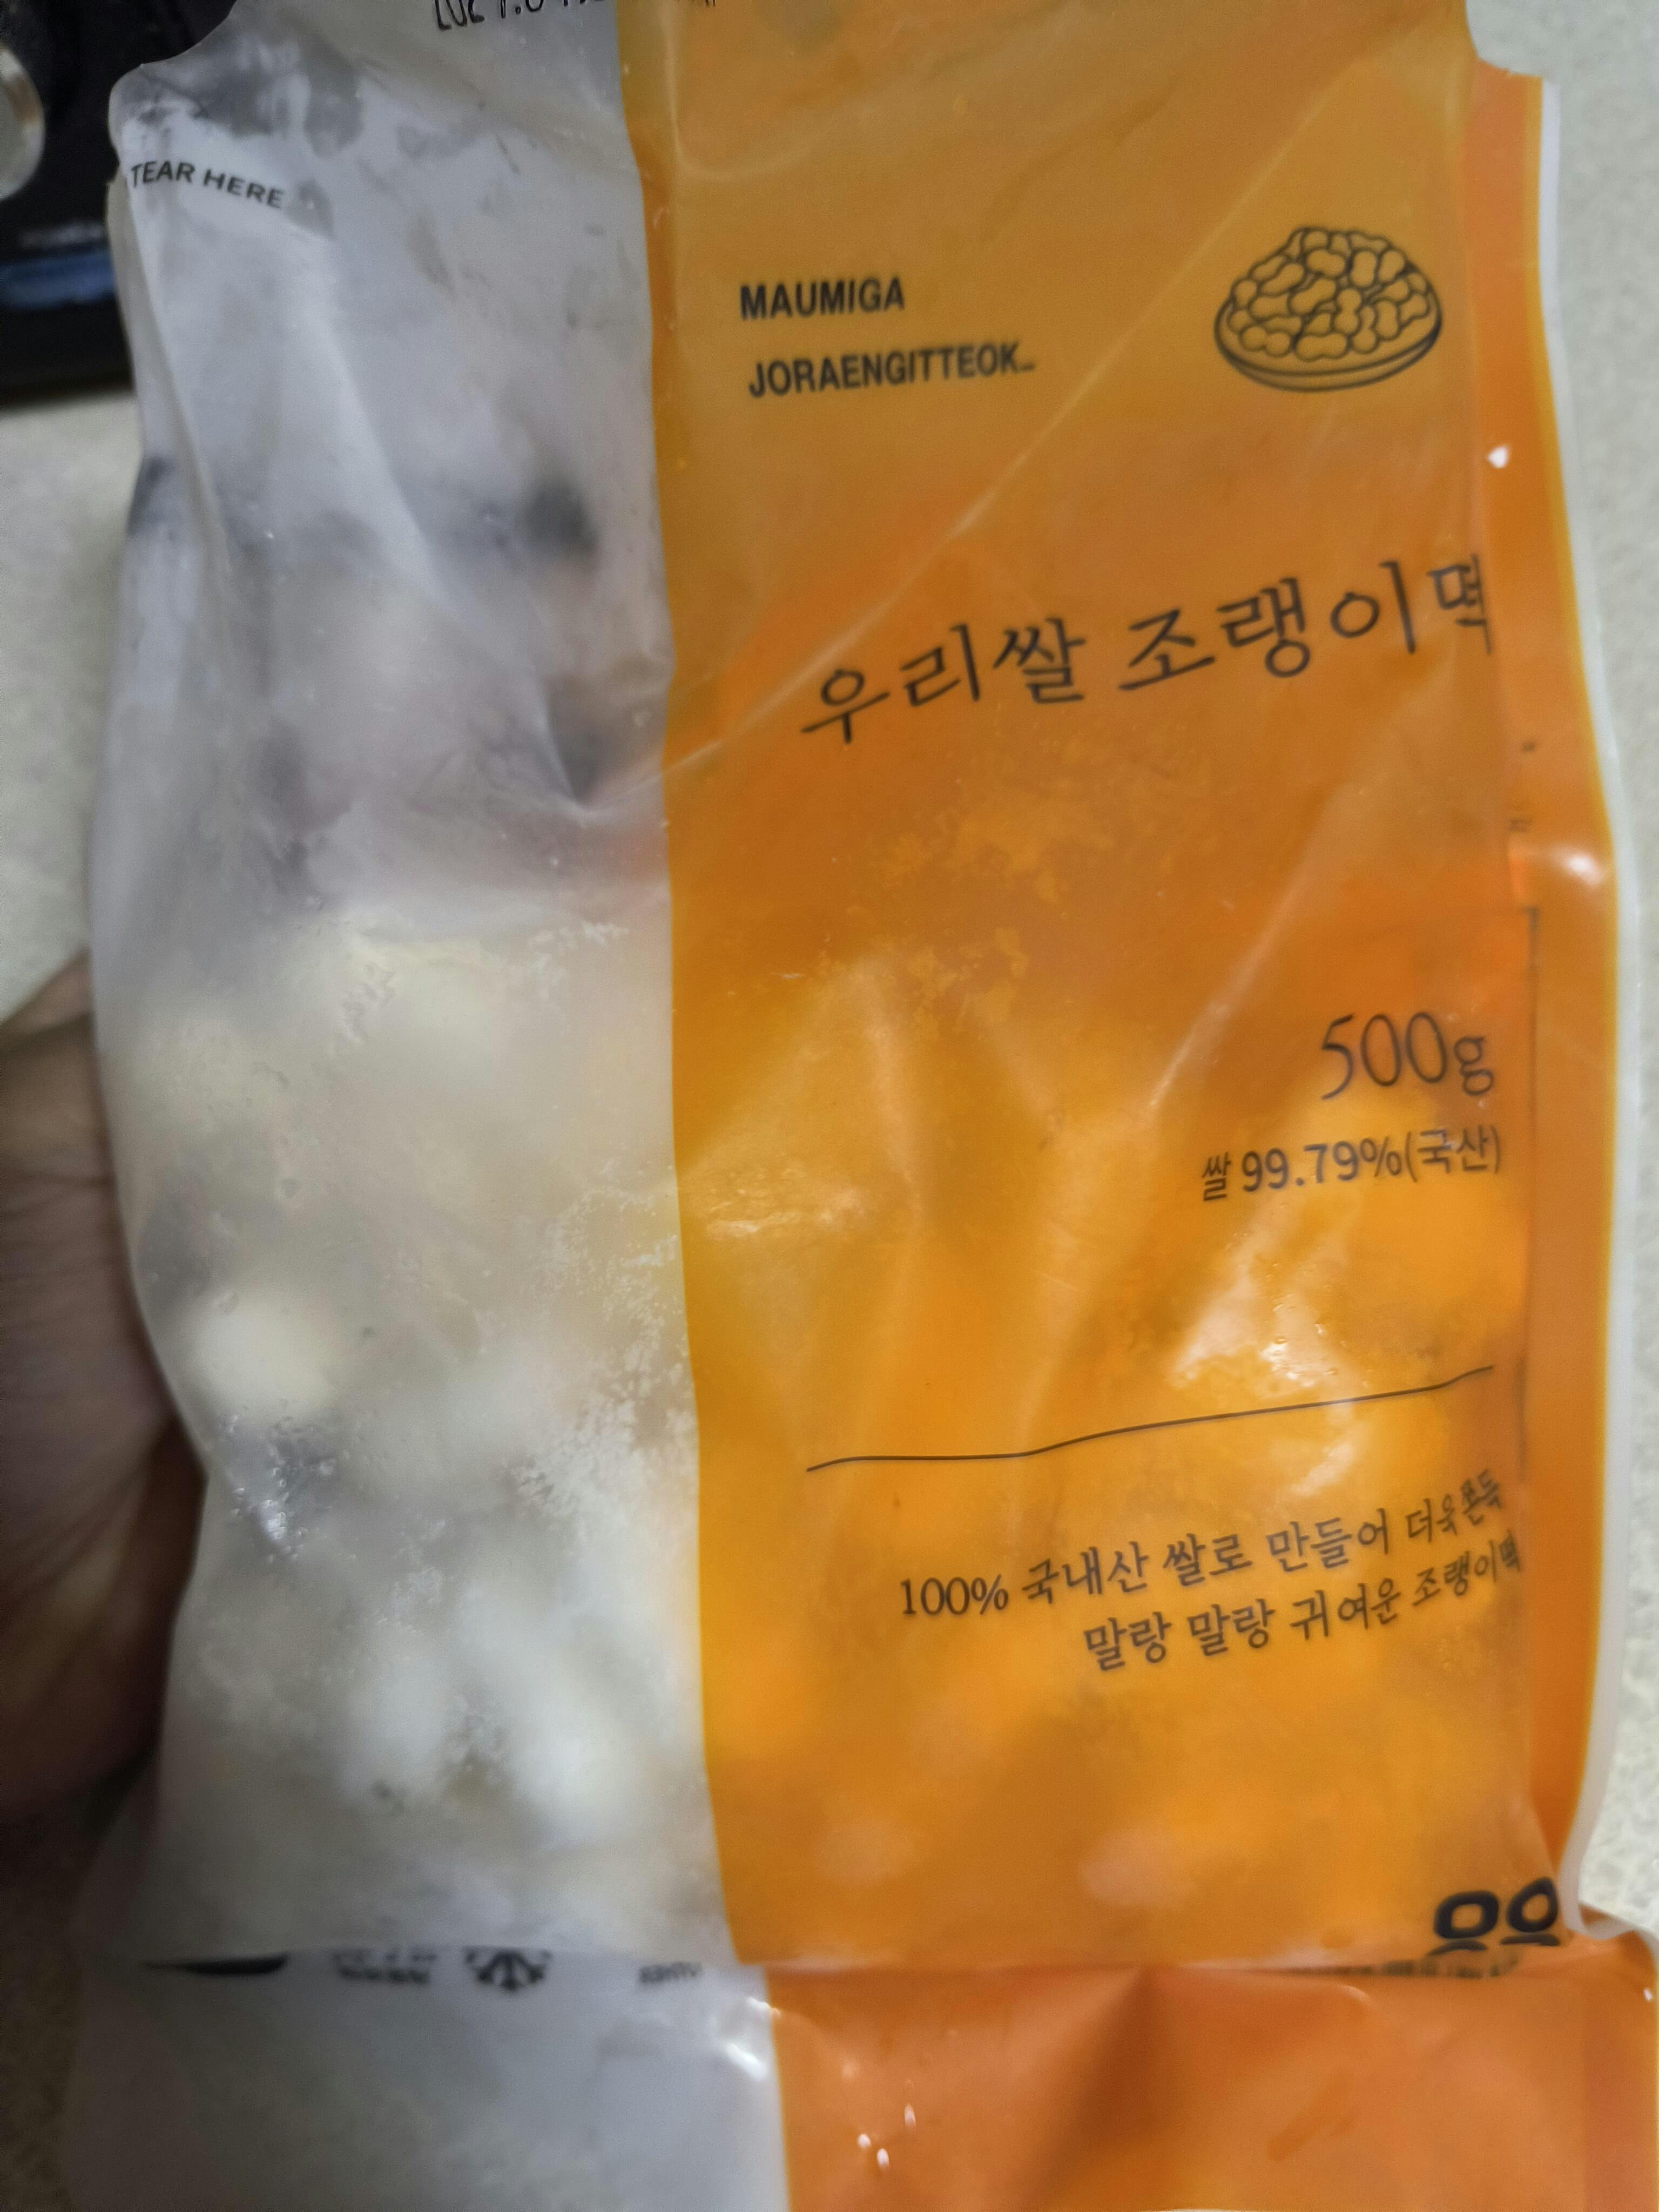 TEAR HERE
MAUMIGA
JORAENGITTEOK
우리쌀 조랭이떡
500g
쌀 99.79%(국산)
100% 국내산 쌀로 만들어 더욱 쫀득
말랑 말랑 귀여운 조랭이떡